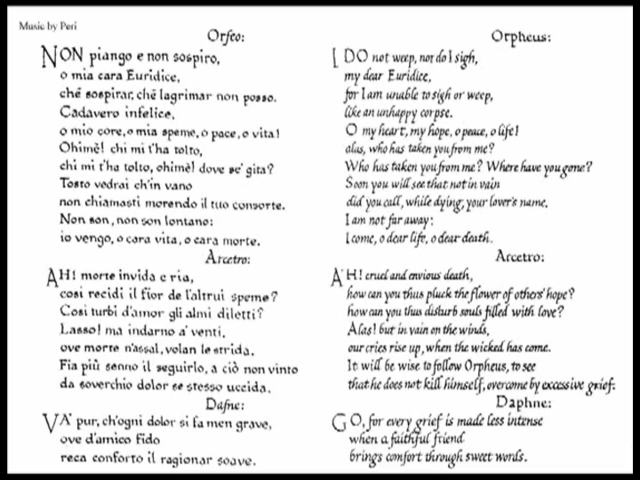 Music by Peri
Orfeo:
NON piango e non sospiro,
o mia cara Euridice,
ché sospirar, ché lagrimar non posso.
Cadavero infelice,
o mio core, o mia speme, o pace, o vita!
Ohimè! chi mi t'ha tolto,
chi mi t'ha tolto, ohimè! dove se' gita?
Tosto vedrai ch'in vano
non chiamasti morendo il tuo consorte.
Non son, non son lontano:
io vengo, o cara vita, o cara morte.
Arcetro:
AH! morte invida e ria,
cosi recidi il fior de l'altrui speme?
Cosi turbi d'amor gli almi diletti?
Lasso! ma indarno a' venti,
ove morte n'assal, volan le strida.
Fia più senno il seguirlo, a ciò non vinto
da soverchio dolor se stesso uccida.
Dafne:
VA' pur, ch'ogni dolor si fa men grave,
ove d'amico fido
reca conforto il ragionar soave.
Orpheus:
I DO not weep, nor do I sigh,
my dear Euridice,
for I am unable to sigh or weep,
like an unhappy corpse.
O my heart, my hope, o peace, o life!
alas, who has taken you from me?
Who has taken you from me? Where have you gone?
Soon you will see that not in vain
did you call, while dying, your lover's name.
I am not far away:
I come, o dear life, o dear death.
Arcetro:
AH! cruel and envious death,
how can you thus pluck the flower of others' hope?
how can you thus disturb souls filled with love?
Alas! but in vain on the winds,
our cries rise up, when the wicked has come.
It will be wise to follow Orpheus, to see
that he does not kill himself, overcome by excessive grief.
Daphne:
GO, for every grief is made less intense
when a faithful friend
brings comfort through sweet words.